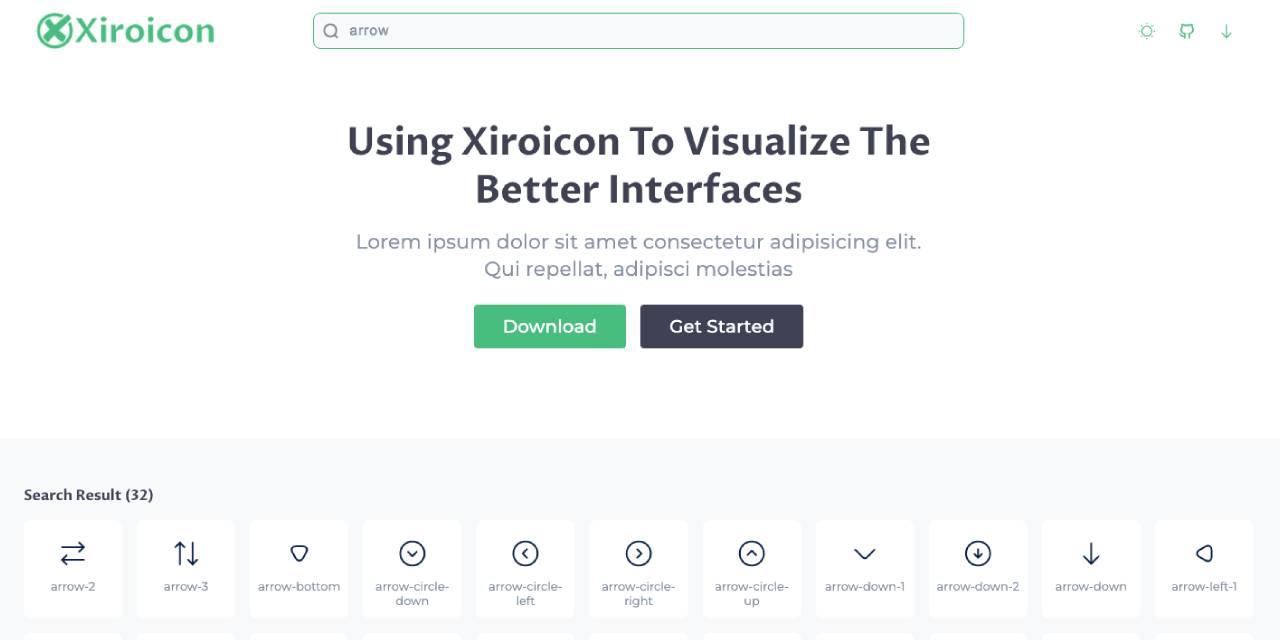 Xiroicon
arrow
Using Xiroicon To Visualize The
Better Interfaces
Lorem ipsum dolor sit amet consectetur adipisicing elit.
Qui repellat, adipisci molestias
Download
Get Started
Search Result (32)
arrow-2
arrow-3
arrow-bottom
arrow-circle-
down
arrow-circle-
left
arrow-circle-
right
arrow-circle-
up
arrow-down-1
arrow-down-2
arrow-down
arrow-left-1